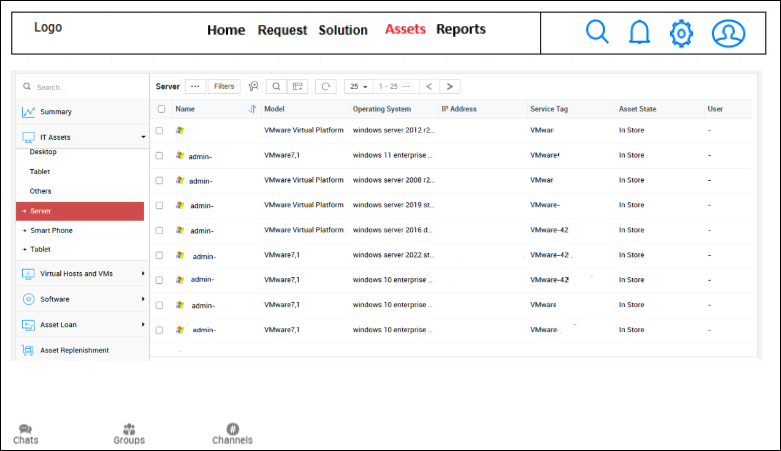 Logo
Home Request Solution Assets Reports
Search...
Server ... Filters 25 1 - 25
Name Model Operating System IP Address Service Tag Asset State User
Summary
IT Assets
Desktop
Tablet
Others
Server
Smart Phone
Tablet
Virtual Hosts and VMs
Software
Asset Loan
Asset Replenishment
VMware Virtual Platform windows server 2012 r2... VMwar In Store -
admin- VMware7,1 windows 11 enterprise ... VMware In Store -
admin- VMware Virtual Platform windows server 2008 r2... VMwar In Store -
admin- VMware Virtual Platform windows server 2019 st... VMware- In Store -
admin- VMware Virtual Platform windows server 2016 d... VMware-42 In Store -
admin- VMware7,1 windows server 2022 st... VMware-42 In Store -
admin- VMware7,1 windows 10 enterprise ... VMware-42 In Store -
admin- VMware7,1 windows 10 enterprise ... VMware In Store -
admin- VMware7,1 windows 10 enterprise ... VMware In Store -
Chats Groups Channels